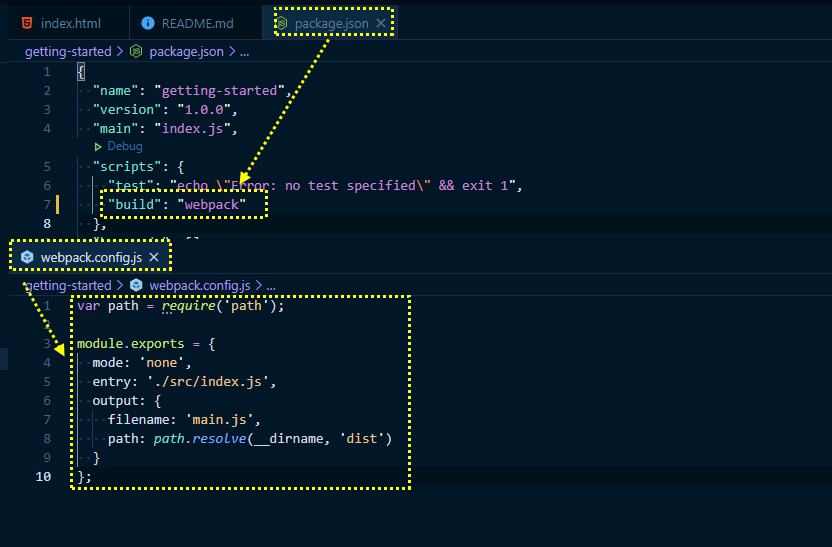 index.html README.md package.json
getting-started > package.json > ...
1 {
2 "name": "getting-started",
3 "version": "1.0.0",
4 "main": "index.js",
Debug
5 "scripts": {
6 "test": "echo \"Error: no test specified\" && exit 1",
7 "build": "webpack"
8 },
webpack.config.js
getting-started > webpack.config.js > ...
1 var path = require('path');
2
3 module.exports = {
4 mode: 'none',
5 entry: './src/index.js',
6 output: {
7 filename: 'main.js',
8 path: path.resolve(__dirname, 'dist')
9 }
10 };